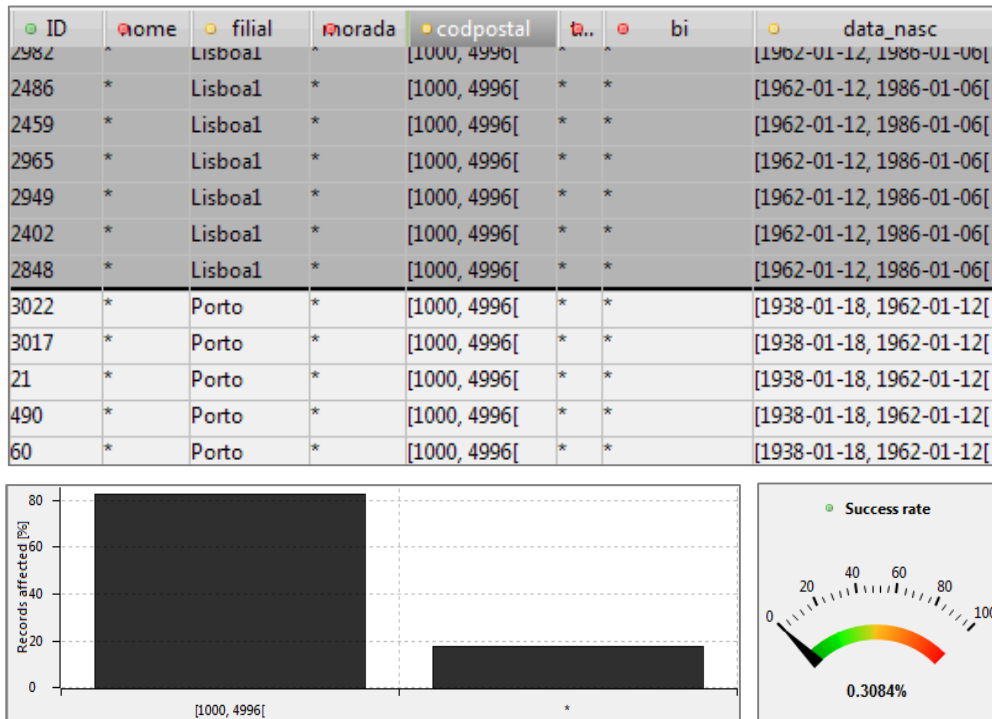 ID nome filial morada codpostal t... bi data_nasc
2982 * Lisboa1 * [1000, 4996[ * * [1962-01-12, 1986-01-06[
2486 * Lisboa1 * [1000, 4996[ * * [1962-01-12, 1986-01-06[
2459 * Lisboa1 * [1000, 4996[ * * [1962-01-12, 1986-01-06[
2965 * Lisboa1 * [1000, 4996[ * * [1962-01-12, 1986-01-06[
2949 * Lisboa1 * [1000, 4996[ * * [1962-01-12, 1986-01-06[
2402 * Lisboa1 * [1000, 4996[ * * [1962-01-12, 1986-01-06[
2848 * Lisboa1 * [1000, 4996[ * * [1962-01-12, 1986-01-06[
3022 * Porto * [1000, 4996[ * * [1938-01-18, 1962-01-12[
3017 * Porto * [1000, 4996[ * * [1938-01-18, 1962-01-12[
21 * Porto * [1000, 4996[ * * [1938-01-18, 1962-01-12[
490 * Porto * [1000, 4996[ * * [1938-01-18, 1962-01-12[
60 * Porto * [1000, 4996[ * * [1938-01-18, 1962-01-12[
Records affected [%]
80
60
40
20
0
[1000, 4996[ *
Success rate
0 20 40 60 80 100
0.3084%